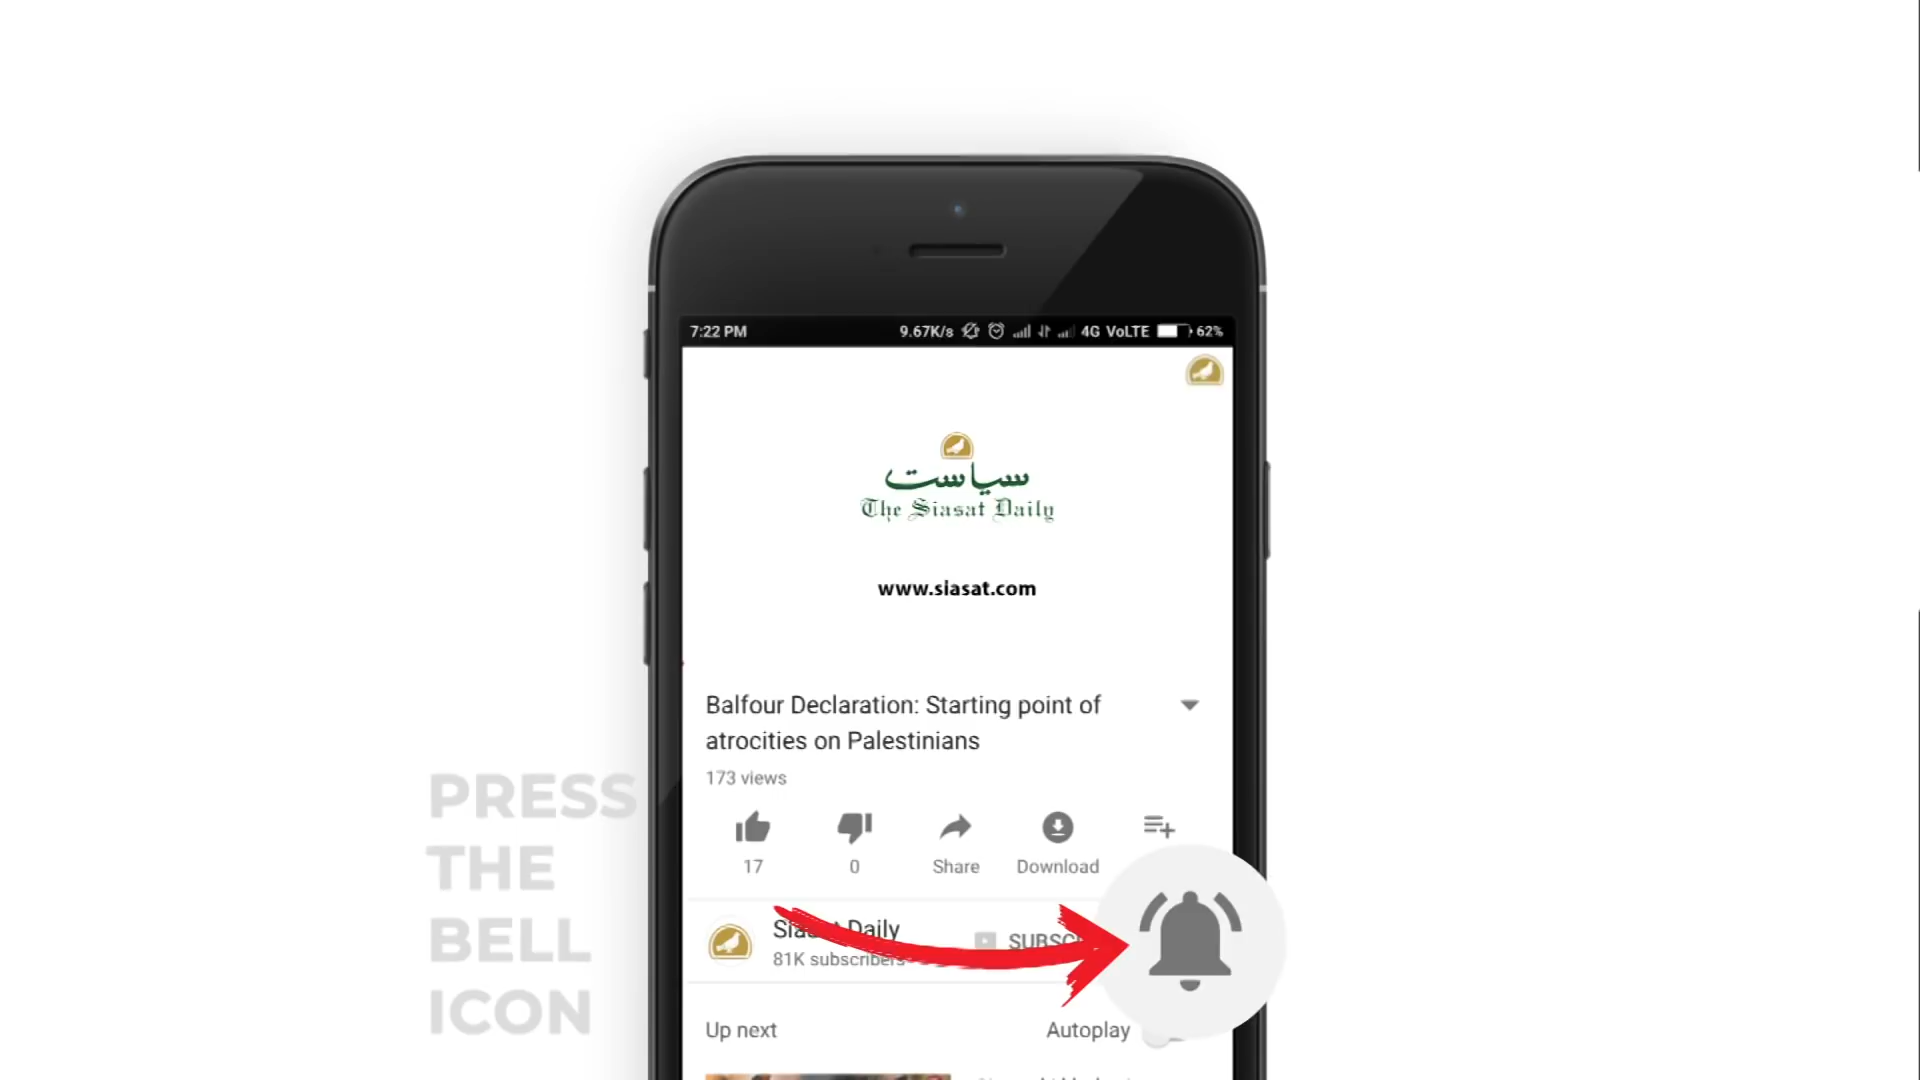 7:22 PM 9.67K/s 4G VoLTE 62%
سیاست
The Siasat Daily
www.siasat.com
Balfour Declaration: Starting point of
atrocities on Palestinians
173 views
17 0 Share Download
PRESS
THE
BELL
ICON
Siasat Daily
81K subscribers
Up next Autoplay